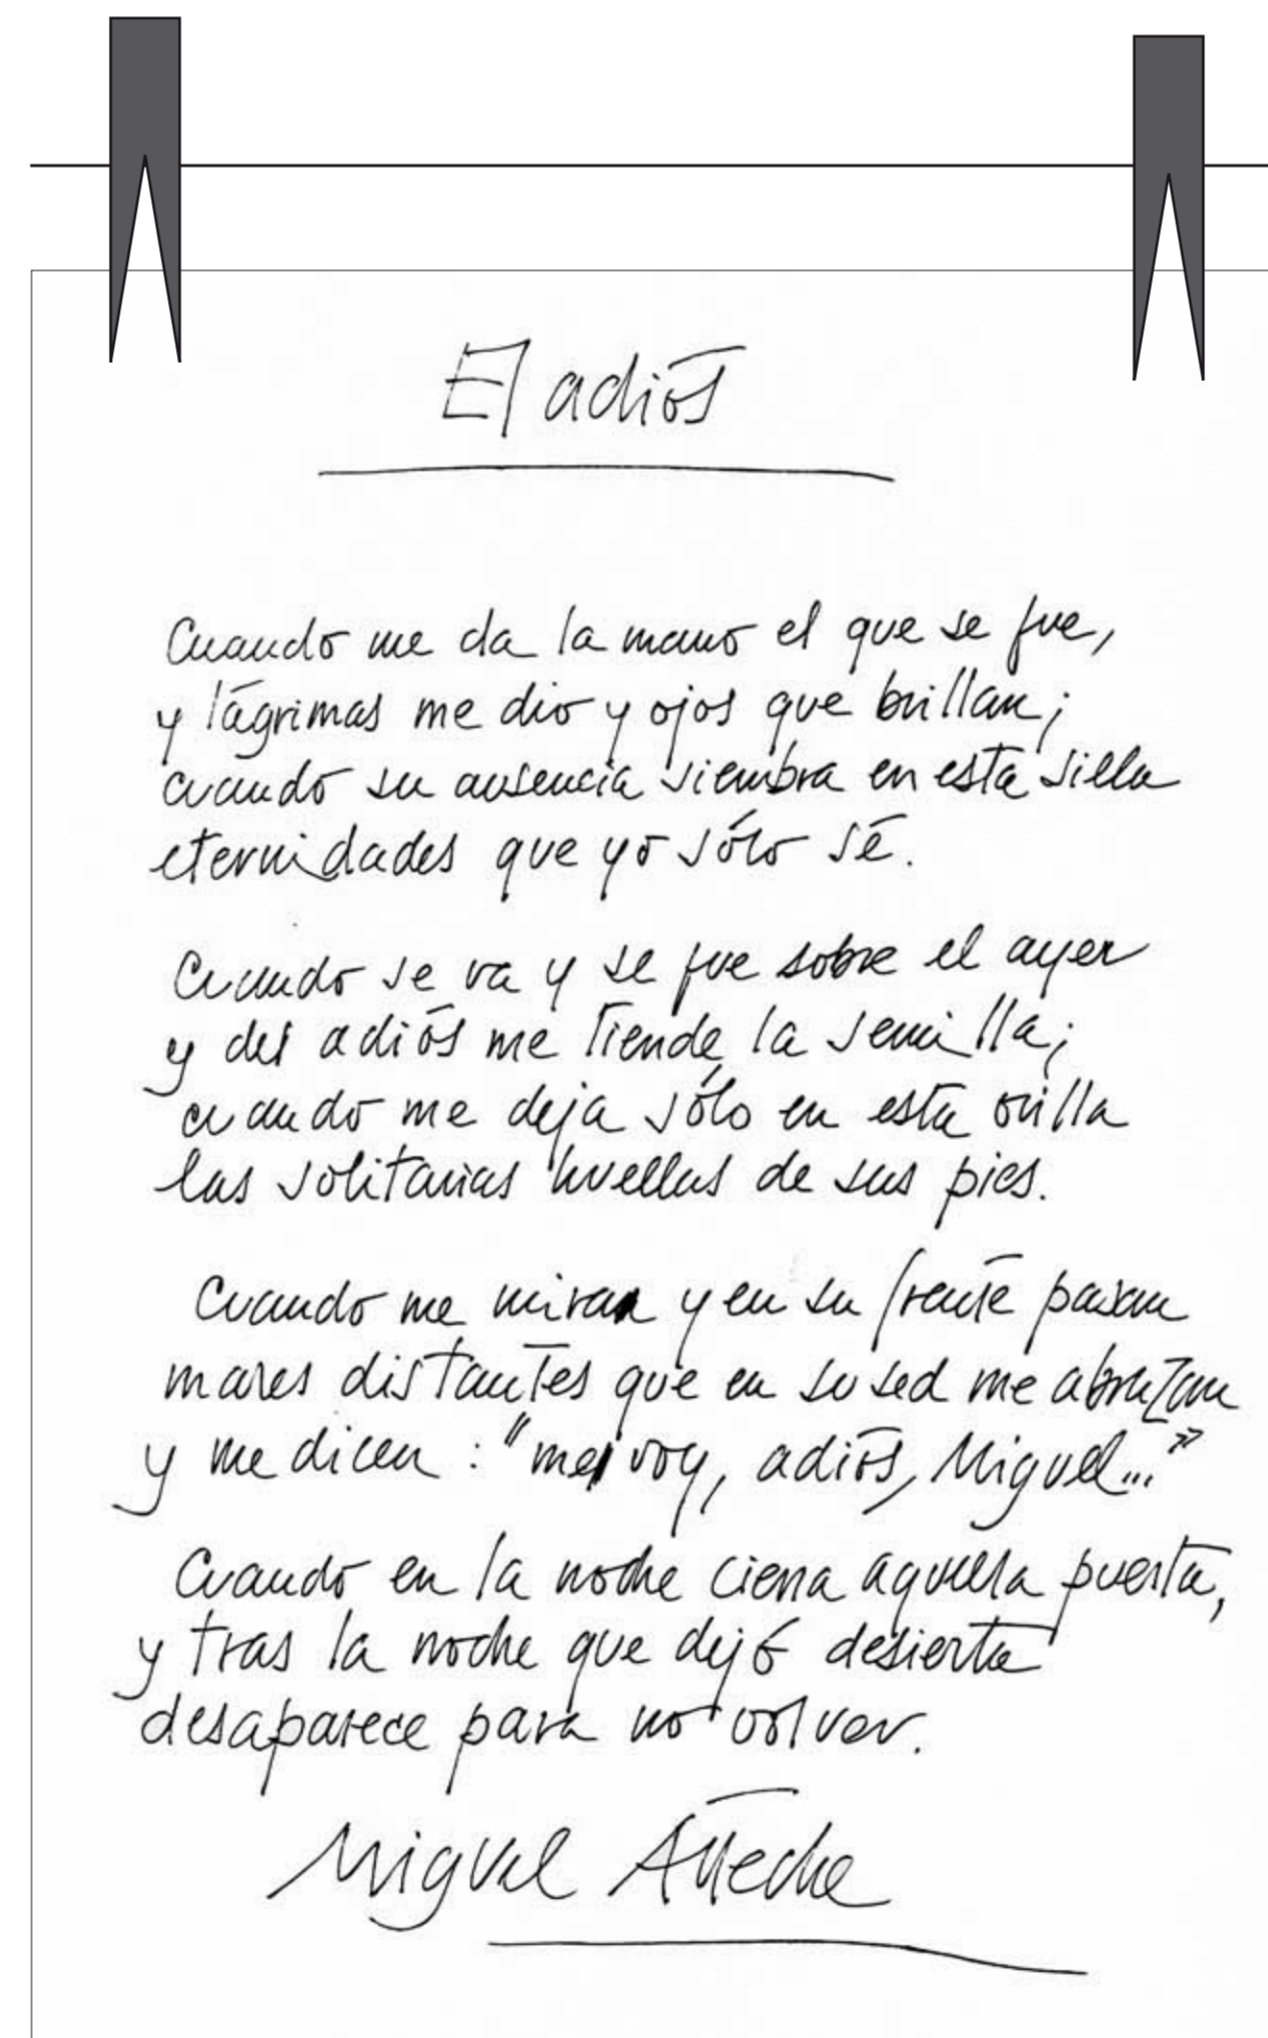 El adiós
Cuando me da la mano el que se fue,
y lágrimas me dio y ojos que brillan;
cuando su ausencia siembra en esta silla
eternidades que yo sólo sé.
Cuando se va y se fue sobre el ayer
y del adiós me tiende la semilla;
cuando me deja sólo en esta orilla
las solitarias huellas de sus pies.
Cuando me miran y en su frente pasan
mares distantes que en su sed me abrazan
y me dicen: "me voy, adiós, Miguel..."
Cuando en la noche cierra aquella puerta,
y tras la noche que dejó desierta
desaparece para no volver.
Miguel Arteche